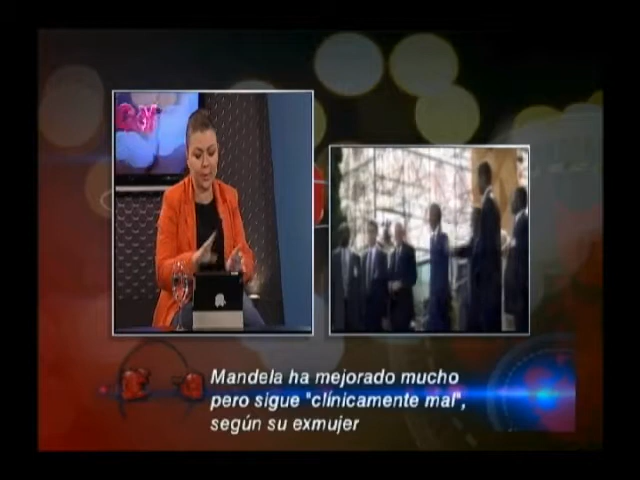 Mandela ha mejorado mucho
pero sigue "clínicamente mal",
según su exmujer